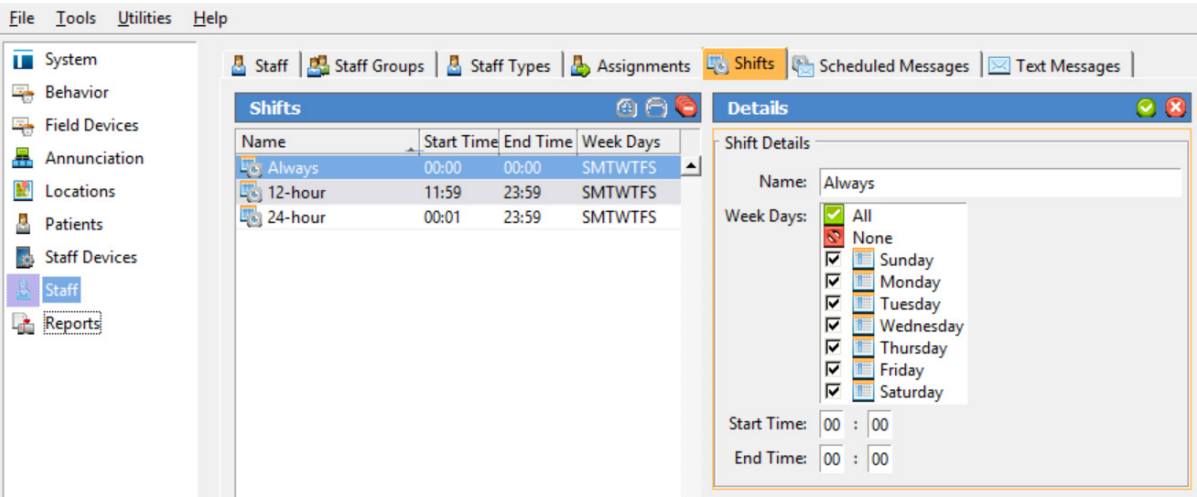 File Tools Utilities Help
System
Behavior
Field Devices
Annunciation
Locations
Patients
Staff Devices
Staff
Reports
Staff Staff Groups Staff Types Assignments Shifts Scheduled Messages Text Messages
Shifts
Name Start Time End Time Week Days
Always 00:00 00:00 SMTWTFS
12-hour 11:59 23:59 SMTWTFS
24-hour 00:01 23:59 SMTWTFS
Details
Shift Details
Name: Always
Week Days: All
None
Sunday
Monday
Tuesday
Wednesday
Thursday
Friday
Saturday
Start Time: 00 : 00
End Time: 00 : 00